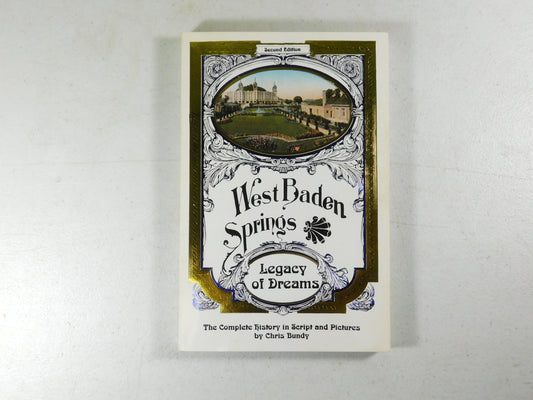 Second Edition
West Baden
Springs
Legacy
of Dreams
The Complete History in Script and Pictures
by Chris Bundy